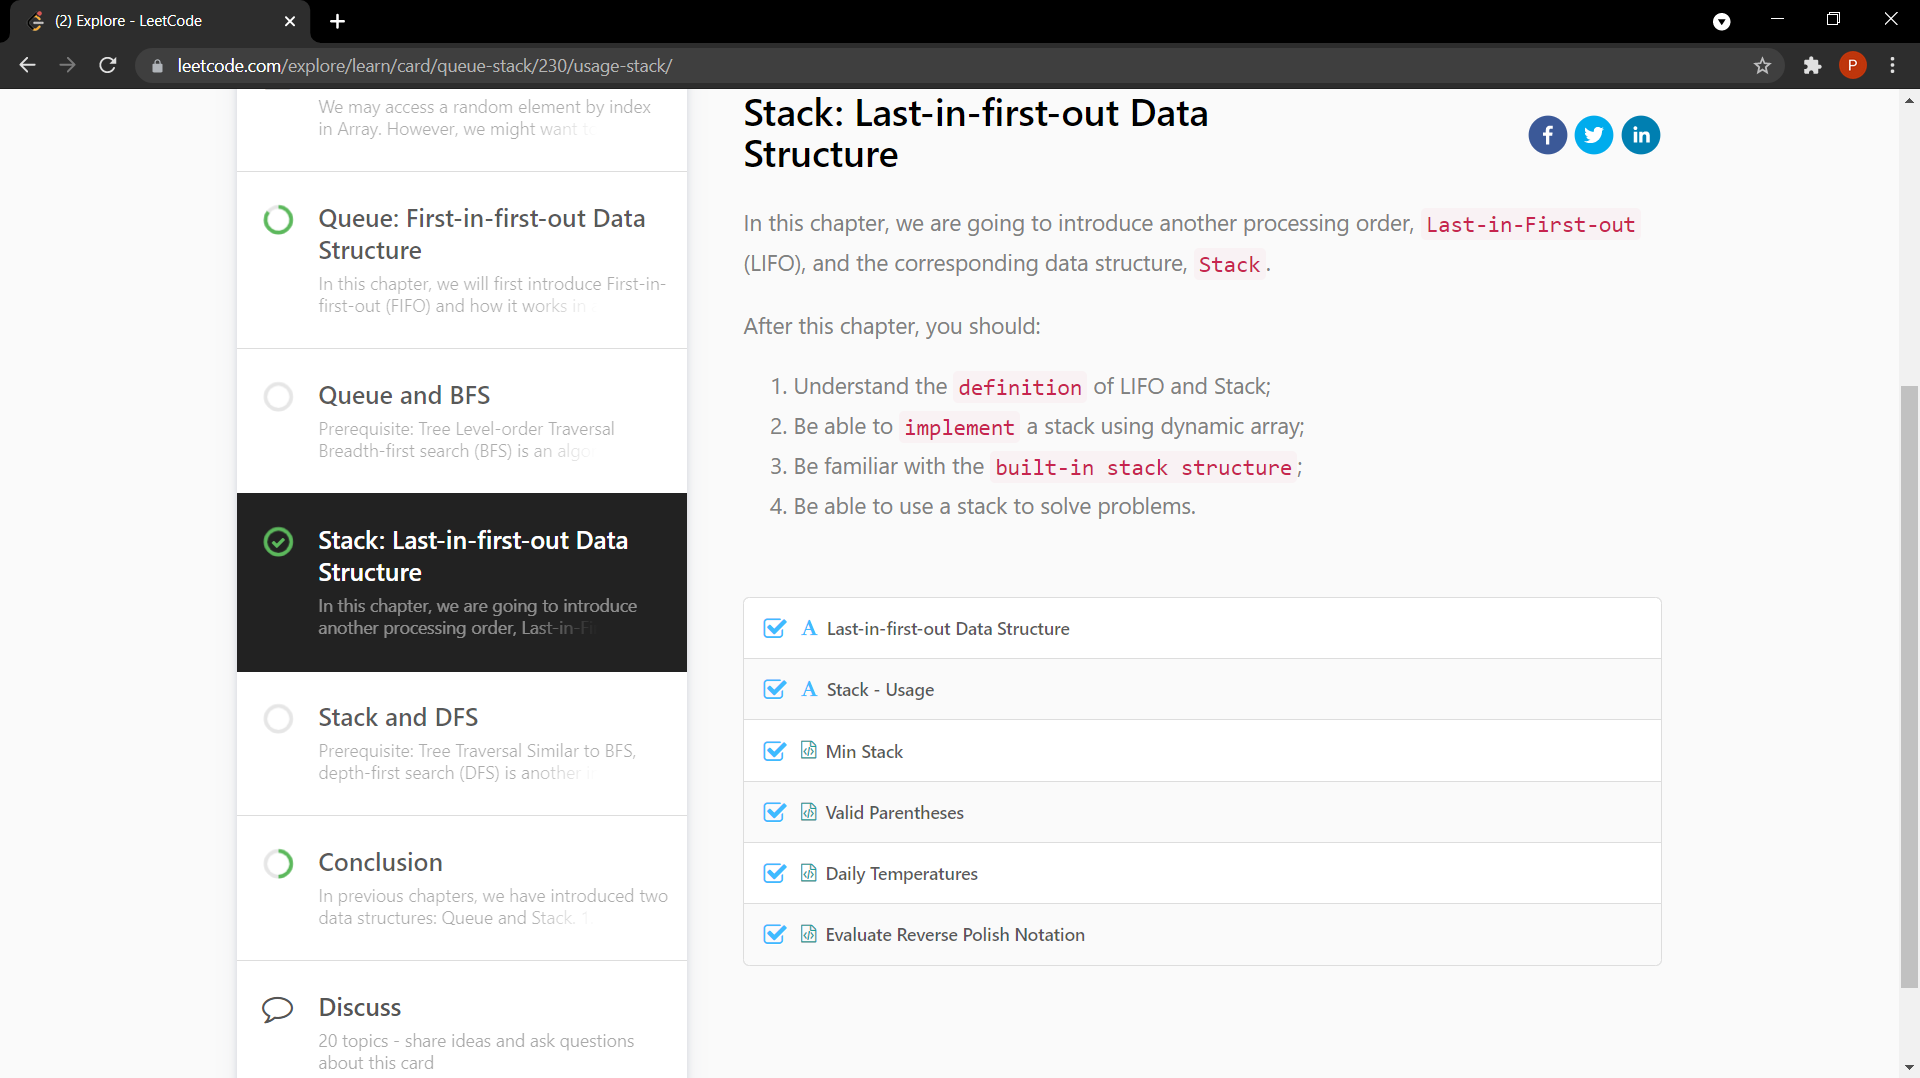 (2) Explore - LeetCode
leetcode.com/explore/learn/card/queue-stack/230/usage-stack/
P
We may access a random element by index
in Array. However, we might want
Queue: First-in-first-out Data
Structure
In this chapter, we will first introduce First-in-
first-out (FIFO) and how it works in
Queue and BFS
Prerequisite: Tree Level-order Traversal
Breadth-first search (BFS) is an algo
Stack: Last-in-first-out Data
Structure
In this chapter, we are going to introduce
another processing order, Last-in-Fi
Stack and DFS
Prerequisite: Tree Traversal Similar to BFS,
depth-first search (DFS) is another
Conclusion
In previous chapters, we have introduced two
data structures: Queue and Stack. 1
Discuss
20 topics - share ideas and ask questions
about this card
Stack: Last-in-first-out Data
Structure
f
in
In this chapter, we are going to introduce another processing order, Last-in-First-out
(LIFO), and the corresponding data structure, Stack.
After this chapter, you should:
1. Understand the definition of LIFO and Stack;
2. Be able to implement a stack using dynamic array;
3. Be familiar with the built-in stack structure;
4. Be able to use a stack to solve problems.
A Last-in-first-out Data Structure
A Stack - Usage
Min Stack
Valid Parentheses
Daily Temperatures
Evaluate Reverse Polish Notation